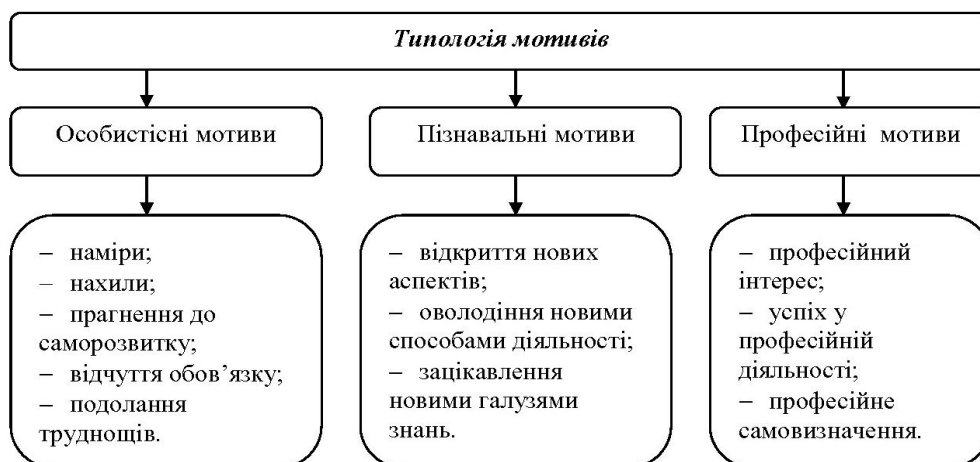 Типологія мотивів
Особистісні мотиви
Пізнавальні мотиви
Професійні мотиви
– наміри;
– нахили;
– прагнення до
саморозвитку;
– відчуття обов’язку;
– подолання
труднощів.
– відкриття нових
аспектів;
– оволодіння новими
способами діяльності;
– зацікавлення
новими галузями
знань.
– професійний
інтерес;
– успіх у
професійній
діяльності;
– професійне
самовизначення.